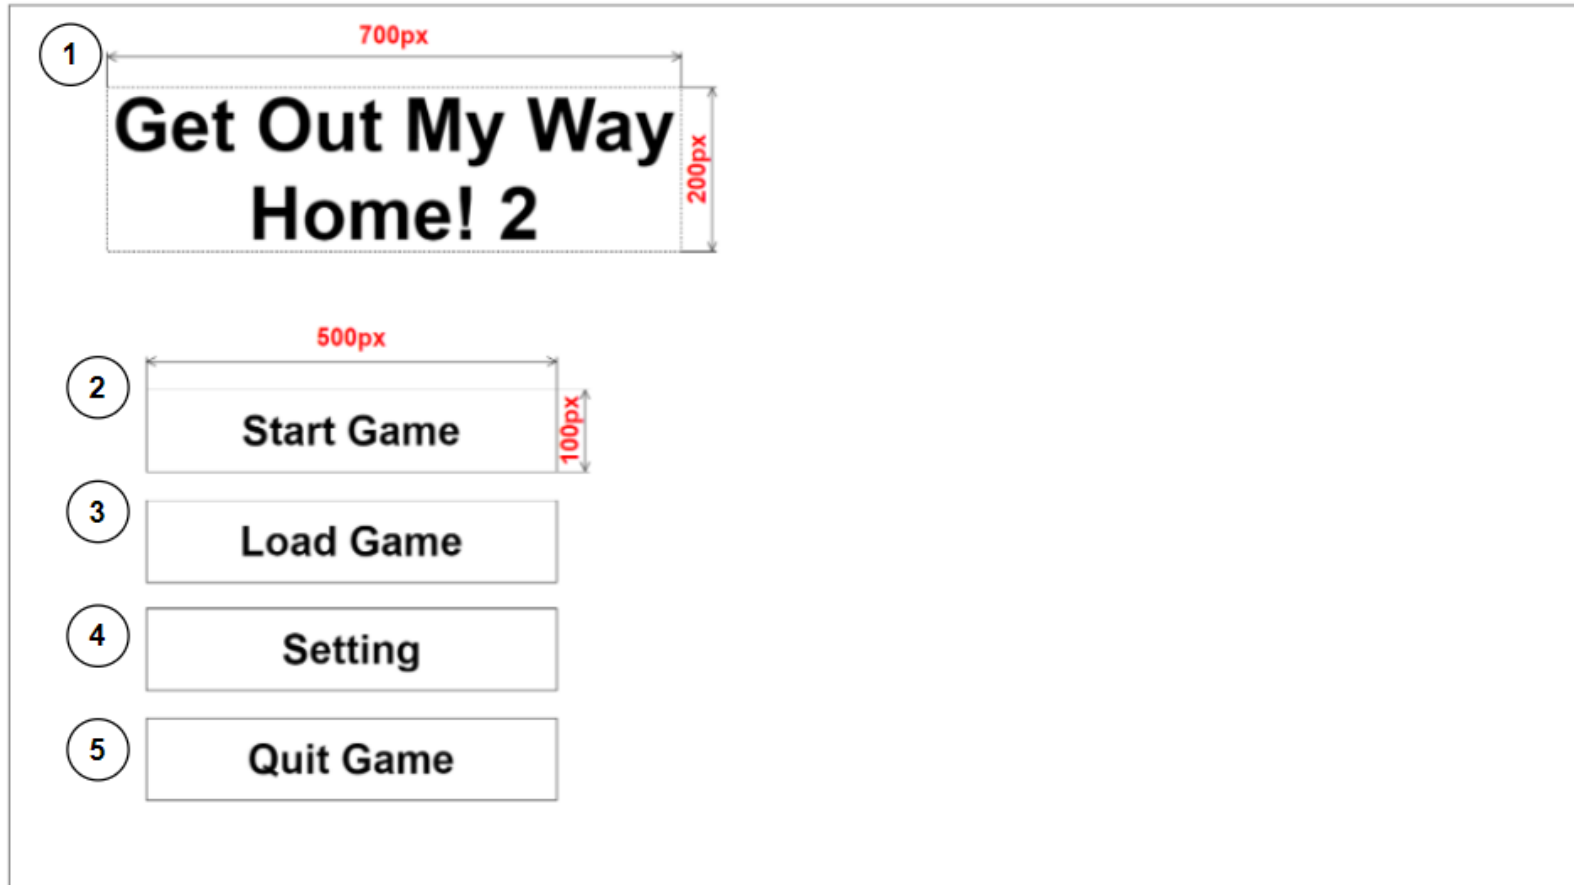 1
700px
Get Out My Way
Home! 2
200px
500px
2
Start Game
100px
3
Load Game
4
Setting
5
Quit Game